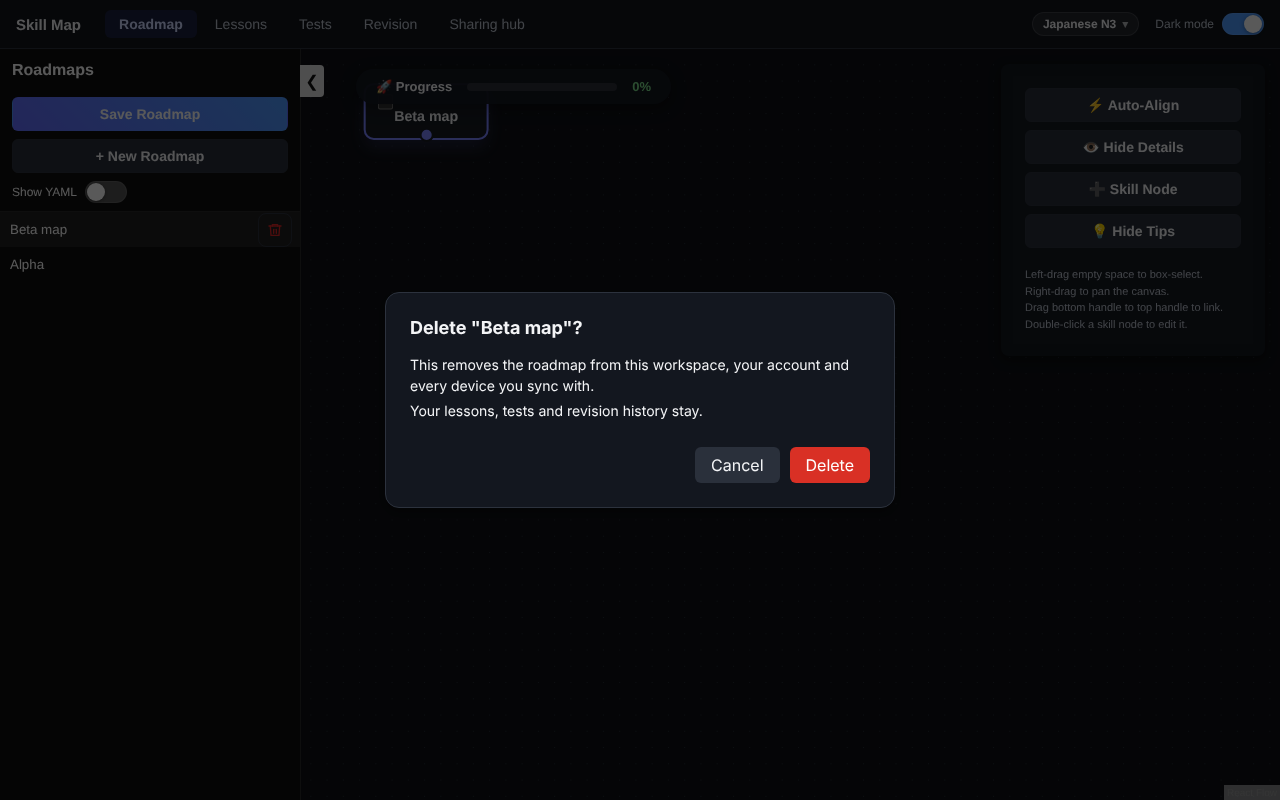 Skill Map
Roadmap
Lessons
Tests
Revision
Sharing hub
Japanese N3 ▾
Dark mode
Roadmaps
Save Roadmap
+ New Roadmap
Show YAML
Beta map
Alpha
❮
🚀 Progress
0%
Beta map
⚡ Auto-Align
👁️ Hide Details
➕ Skill Node
💡 Hide Tips
Left-drag empty space to box-select.
Right-drag to pan the canvas.
Drag bottom handle to top handle to link.
Double-click a skill node to edit it.
Delete "Beta map"?
This removes the roadmap from this workspace, your account and
every device you sync with.
Your lessons, tests and revision history stay.
Cancel
Delete